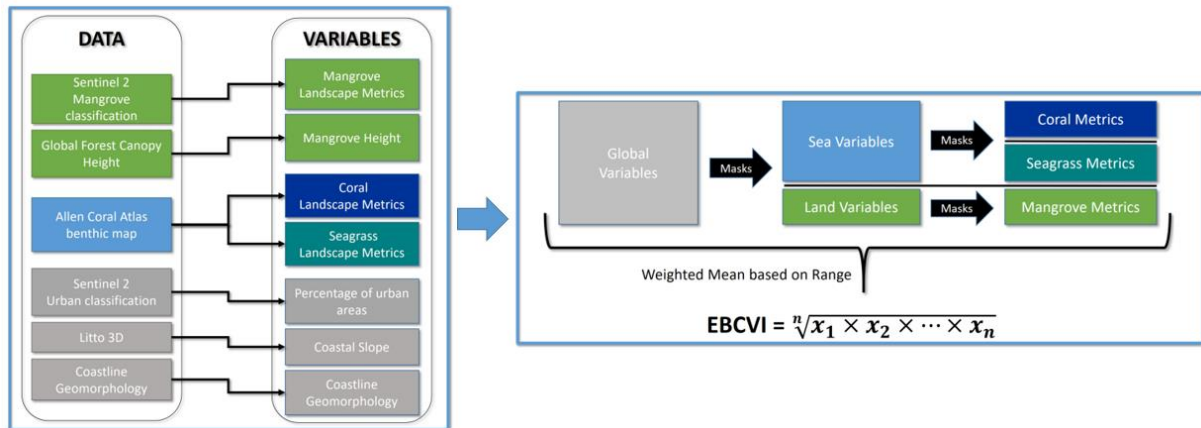 DATA
Sentinel 2
Mangrove
classification
Global Forest Canopy
Height
Allen Coral Atlas
benthic map
Sentinel 2
Urban classification
Litto 3D
Coastline
Geomorphology
VARIABLES
Mangrove
Landscape Metrics
Mangrove Height
Coral
Landscape Metrics
Seagrass
Landscape Metrics
Percentage of urban
areas
Coastal Slope
Coastline
Geomorphology
Global
Variables
Masks
Sea Variables
Land Variables
Masks
Masks
Coral Metrics
Seagrass Metrics
Mangrove Metrics
Weighted Mean based on Range
EBCVI = ⁿ√x₁ × x₂ × ⋯ × xₙ